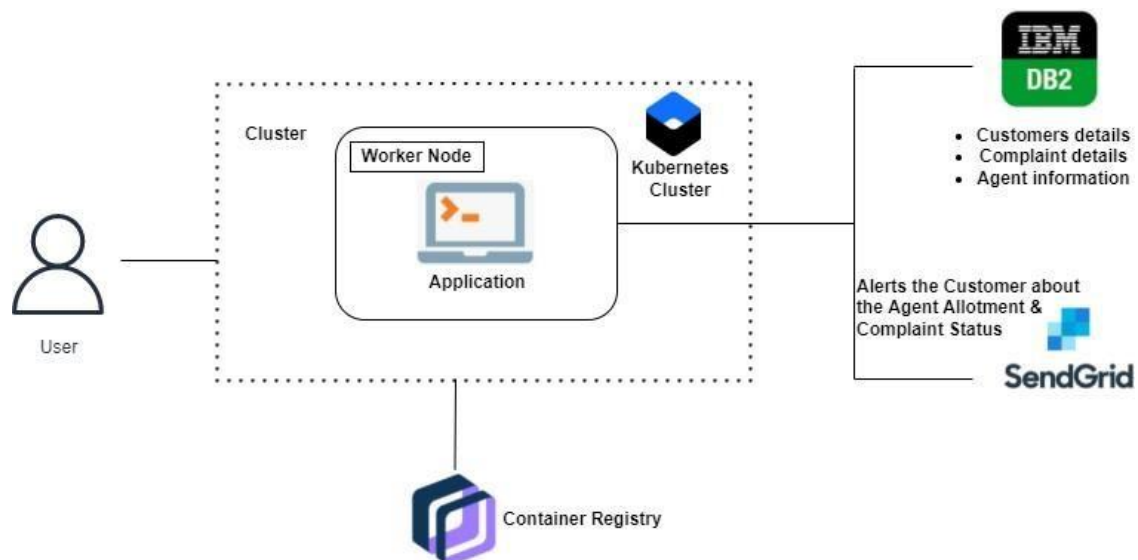 IBM
DB2
Cluster
Worker Node
Kubernetes
Cluster
• Customers details
• Complaint details
• Agent information
Application
User
Alerts the Customer about
the Agent Allotment &
Complaint Status
SendGrid
Container Registry